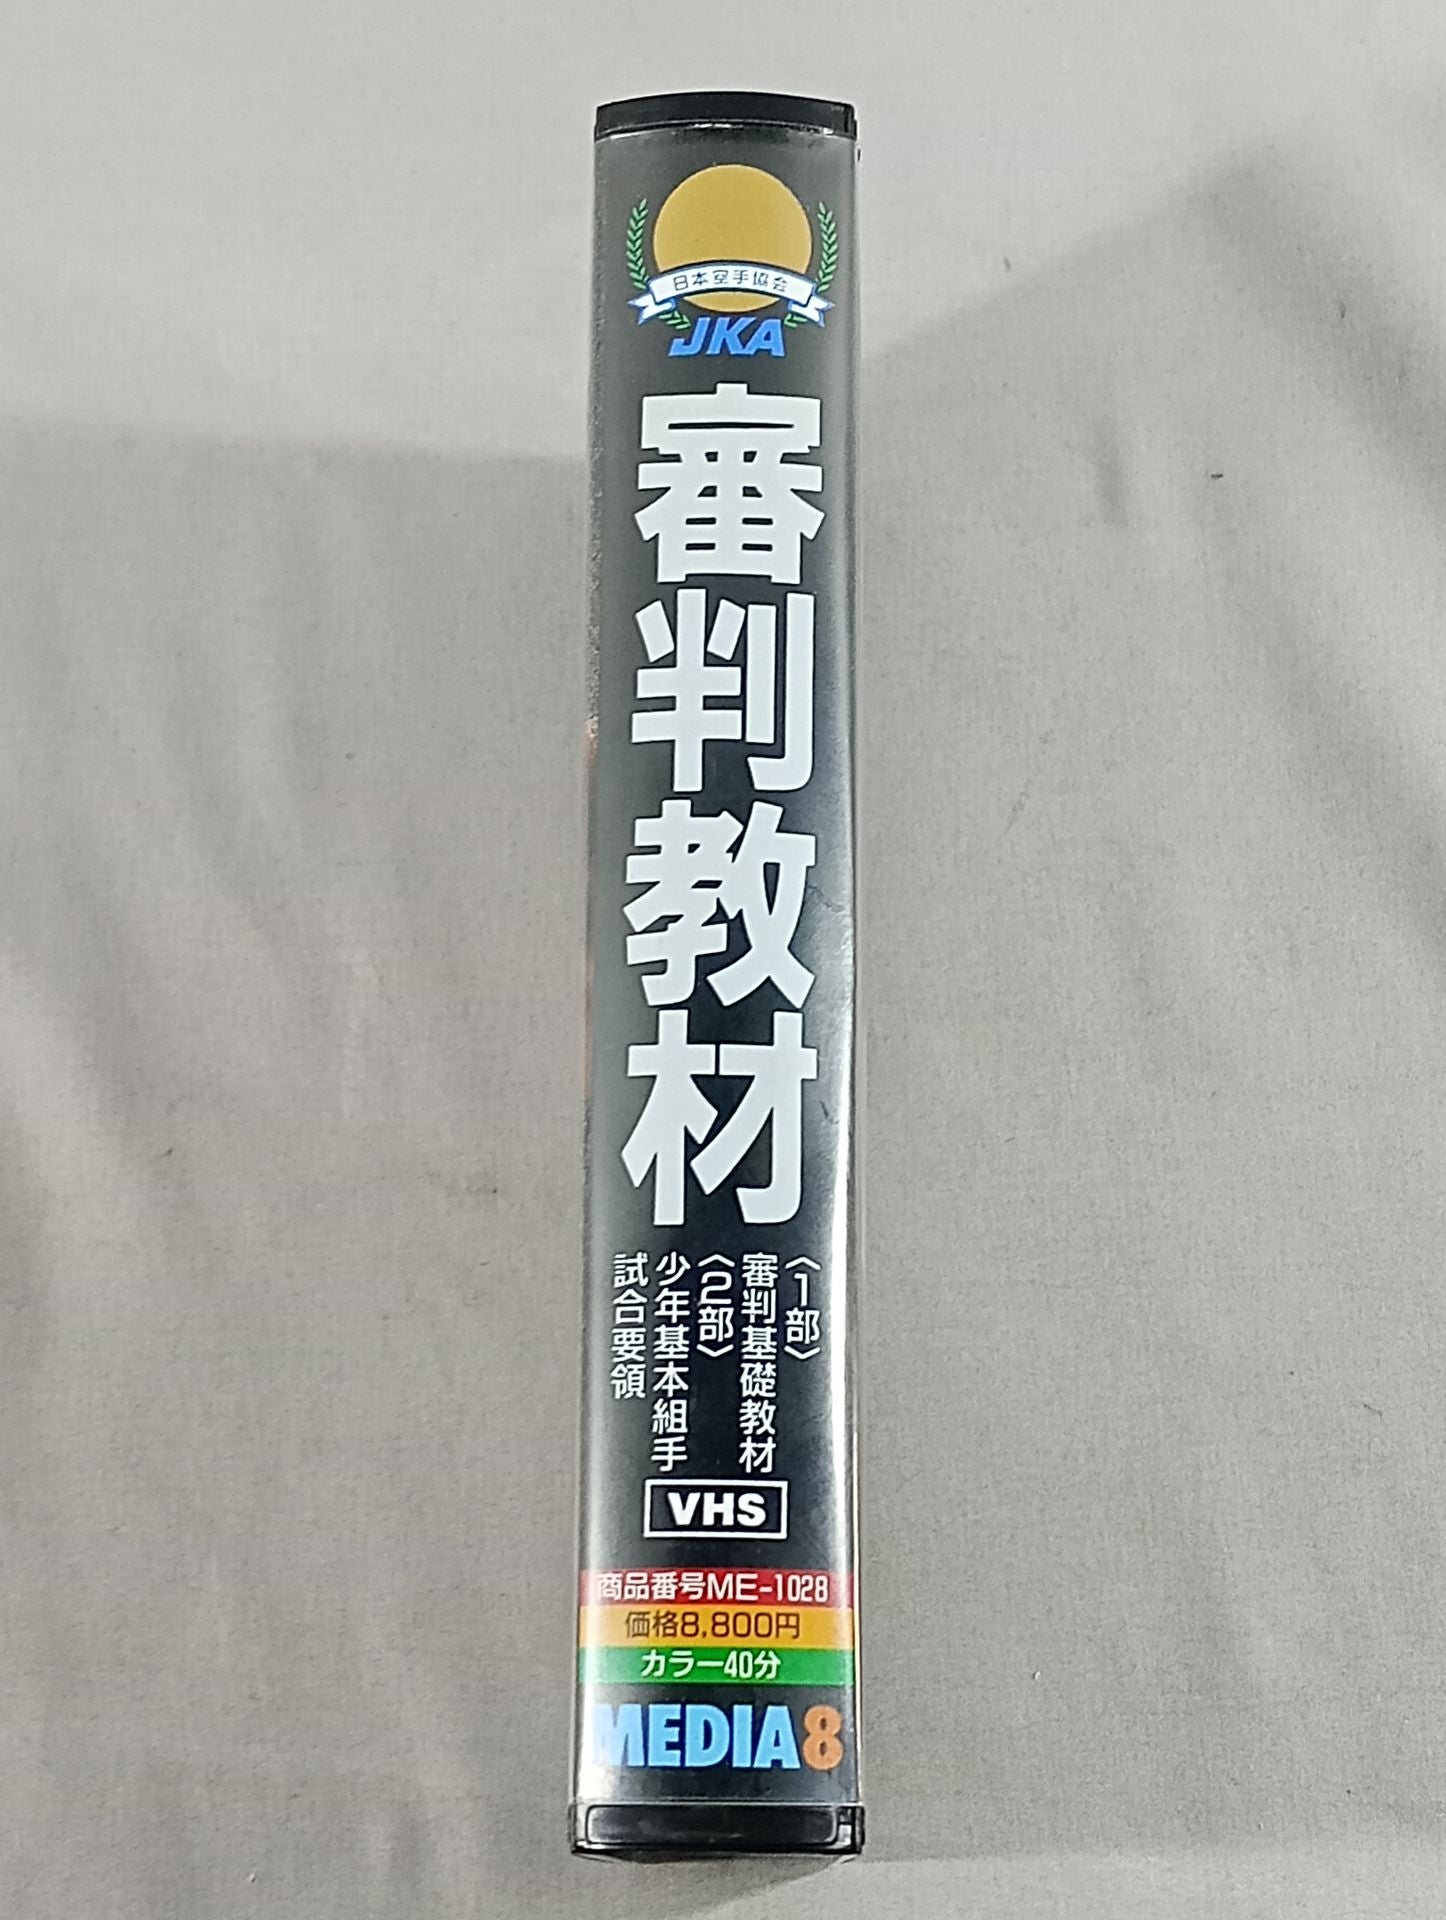 日本空手協会
JKA
審判教材
〈1部〉
審判基礎教材
〈2部〉
少年基本組手
試合要領
VHS
商品番号ME-1028
価格8,800円
カラー40分
MEDIA8